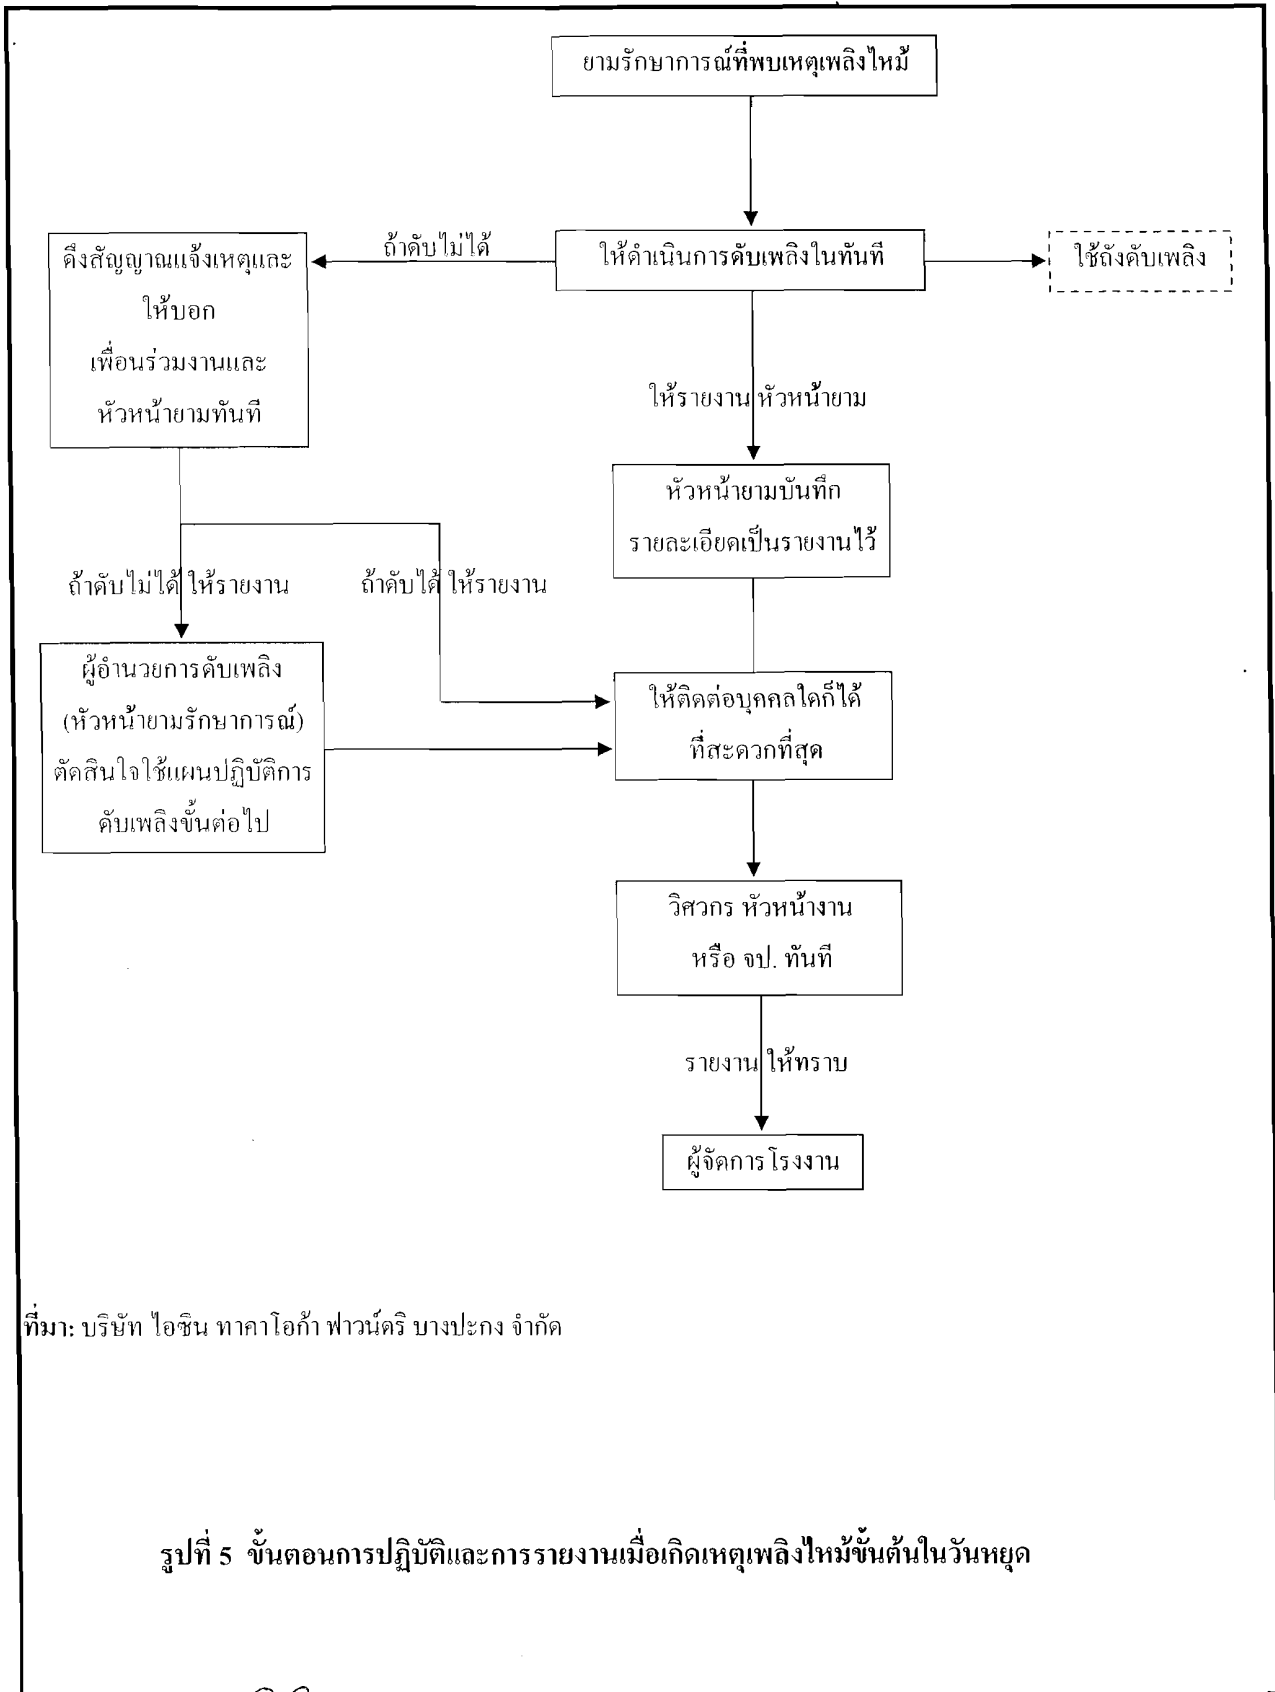 ยามรักษาการณ์ที่พบเหตุเพลิงไหม้
ให้ดำเนินการดับเพลิงในทันที
ใช้ถังดับเพลิง
ถ้าดับไม่ได้
ดึงสัญญาณแจ้งเหตุและ
ให้บอก
เพื่อนร่วมงานและ
หัวหน้ายามทันที
ให้รายงาน หัวหน้ายาม
หัวหน้ายามบันทึก
รายละเอียดเป็นรายงานไว้
ถ้าดับไม่ได้ ให้รายงาน
ถ้าดับได้ ให้รายงาน
ผู้อำนวยการดับเพลิง
(หัวหน้ายามรักษาการณ์)
ตัดสินใจใช้แผนปฏิบัติการ
ดับเพลิงขั้นต่อไป
ให้ติดต่อบุคคลใดก็ได้
ที่สะดวกที่สุด
วิศวกร หัวหน้างาน
หรือ จป. ทันที
รายงาน ให้ทราบ
ผู้จัดการโรงงาน
ที่มา: บริษัท ไอซิน ทาคาโอก้า ฟาวน์ดริ บางปะกง จำกัด
รูปที่ 5 ขั้นตอนการปฏิบัติและการรายงานเมื่อเกิดเหตุเพลิงไหม้ขั้นต้นในวันหยุด